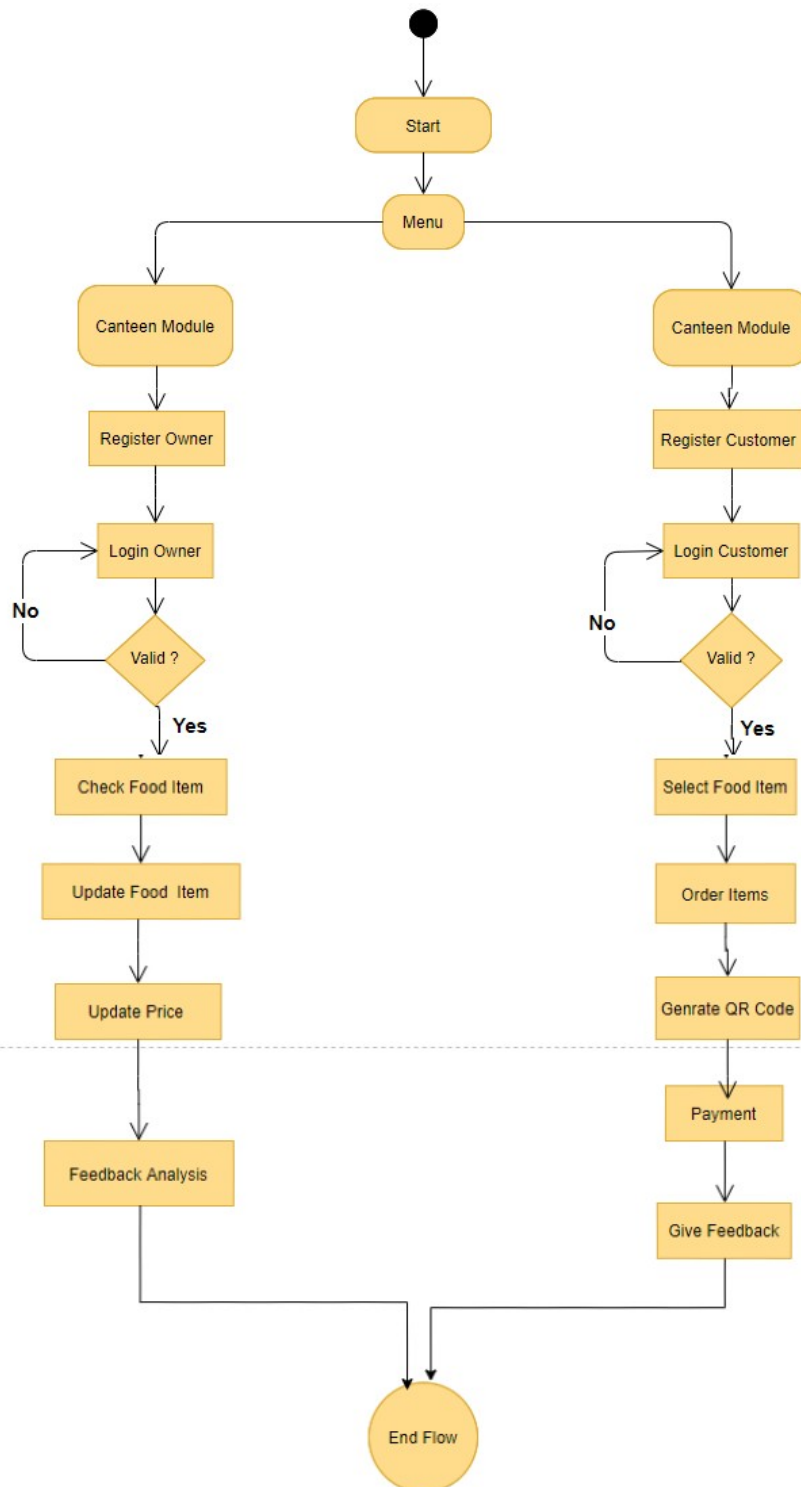 Start
Menu
Canteen Module
Canteen Module
Register Owner
Register Customer
Login Owner
Login Customer
No
No
Valid ?
Valid ?
Yes
Yes
Check Food Item
Select Food Item
Update Food  Item
Order Items
Update Price
Genrate QR Code
Payment
Feedback Analysis
Give Feedback
End Flow